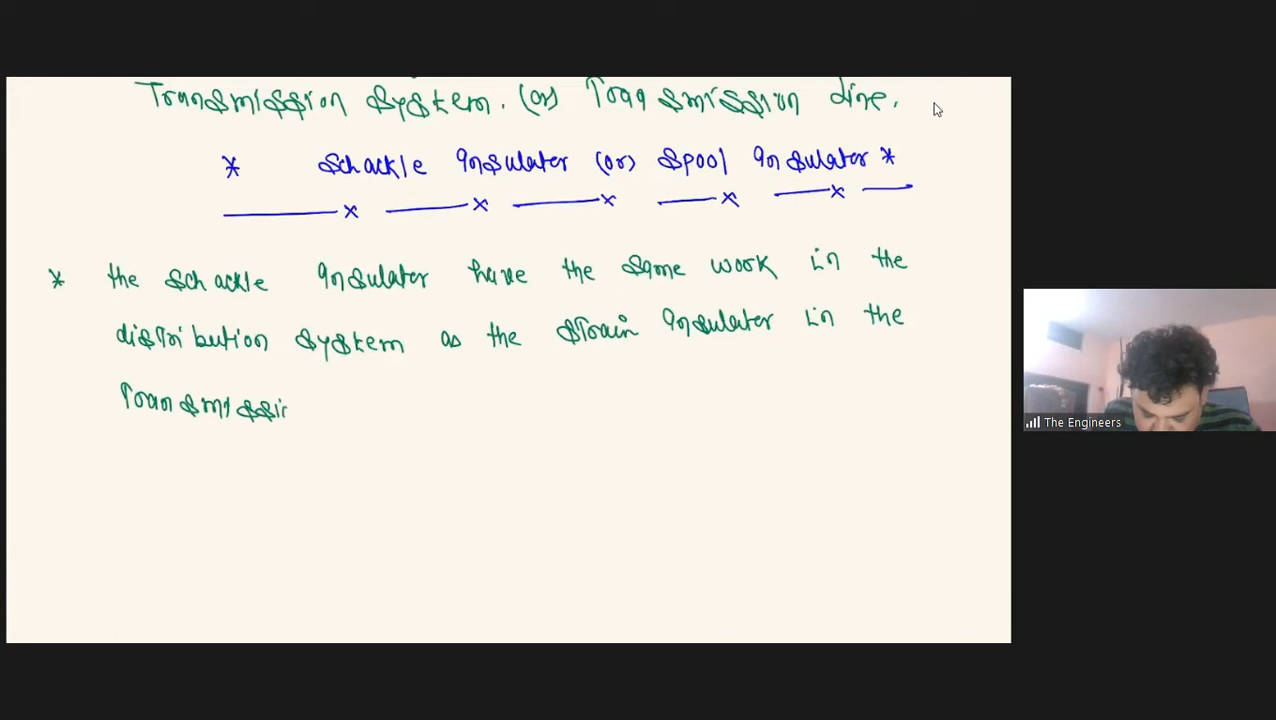 Transmission System. (or) Transmission line.
* Schackle Insulater (or) Spool Insulater *
* the Schackle Insulater have the Same work in the
distribution System as the Strain Insulater in the
Transmissi
The Engineers